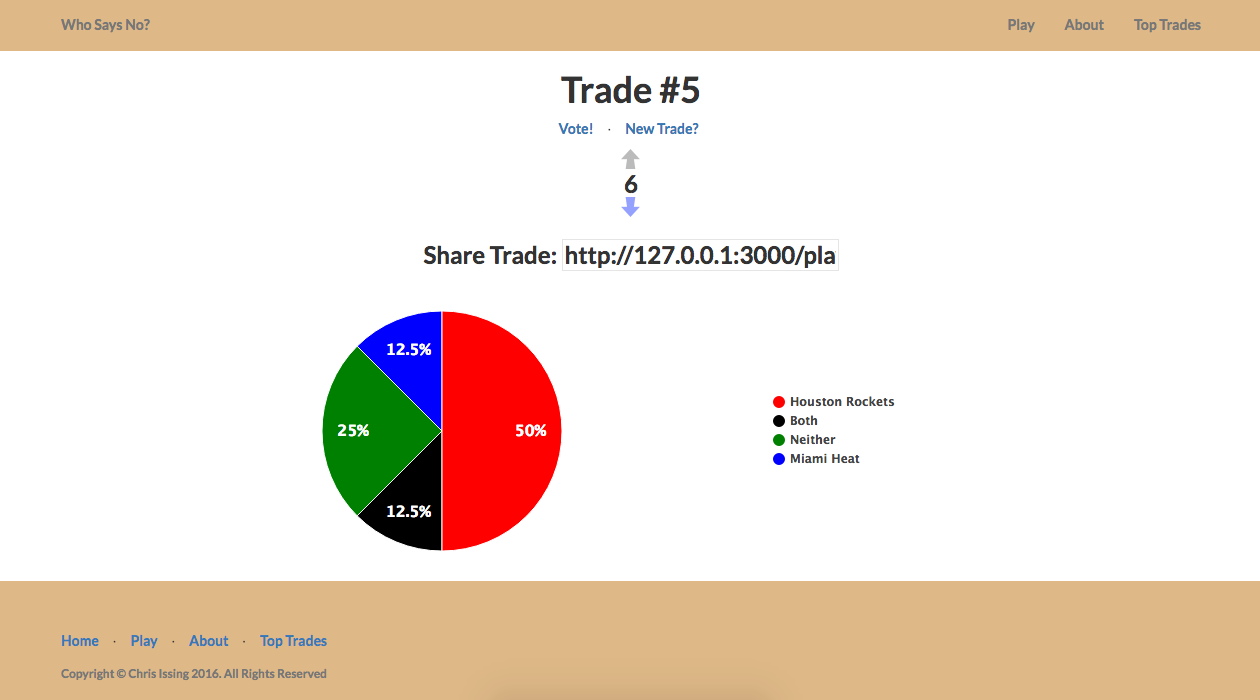 Who Says No? Play About Top Trades
Trade #5
Vote! · New Trade?
6
Share Trade: http://127.0.0.1:3000/pla
12.5%
25%
50%
12.5%
Houston Rockets
Both
Neither
Miami Heat
Home · Play · About · Top Trades
Copyright © Chris Issing 2016. All Rights Reserved